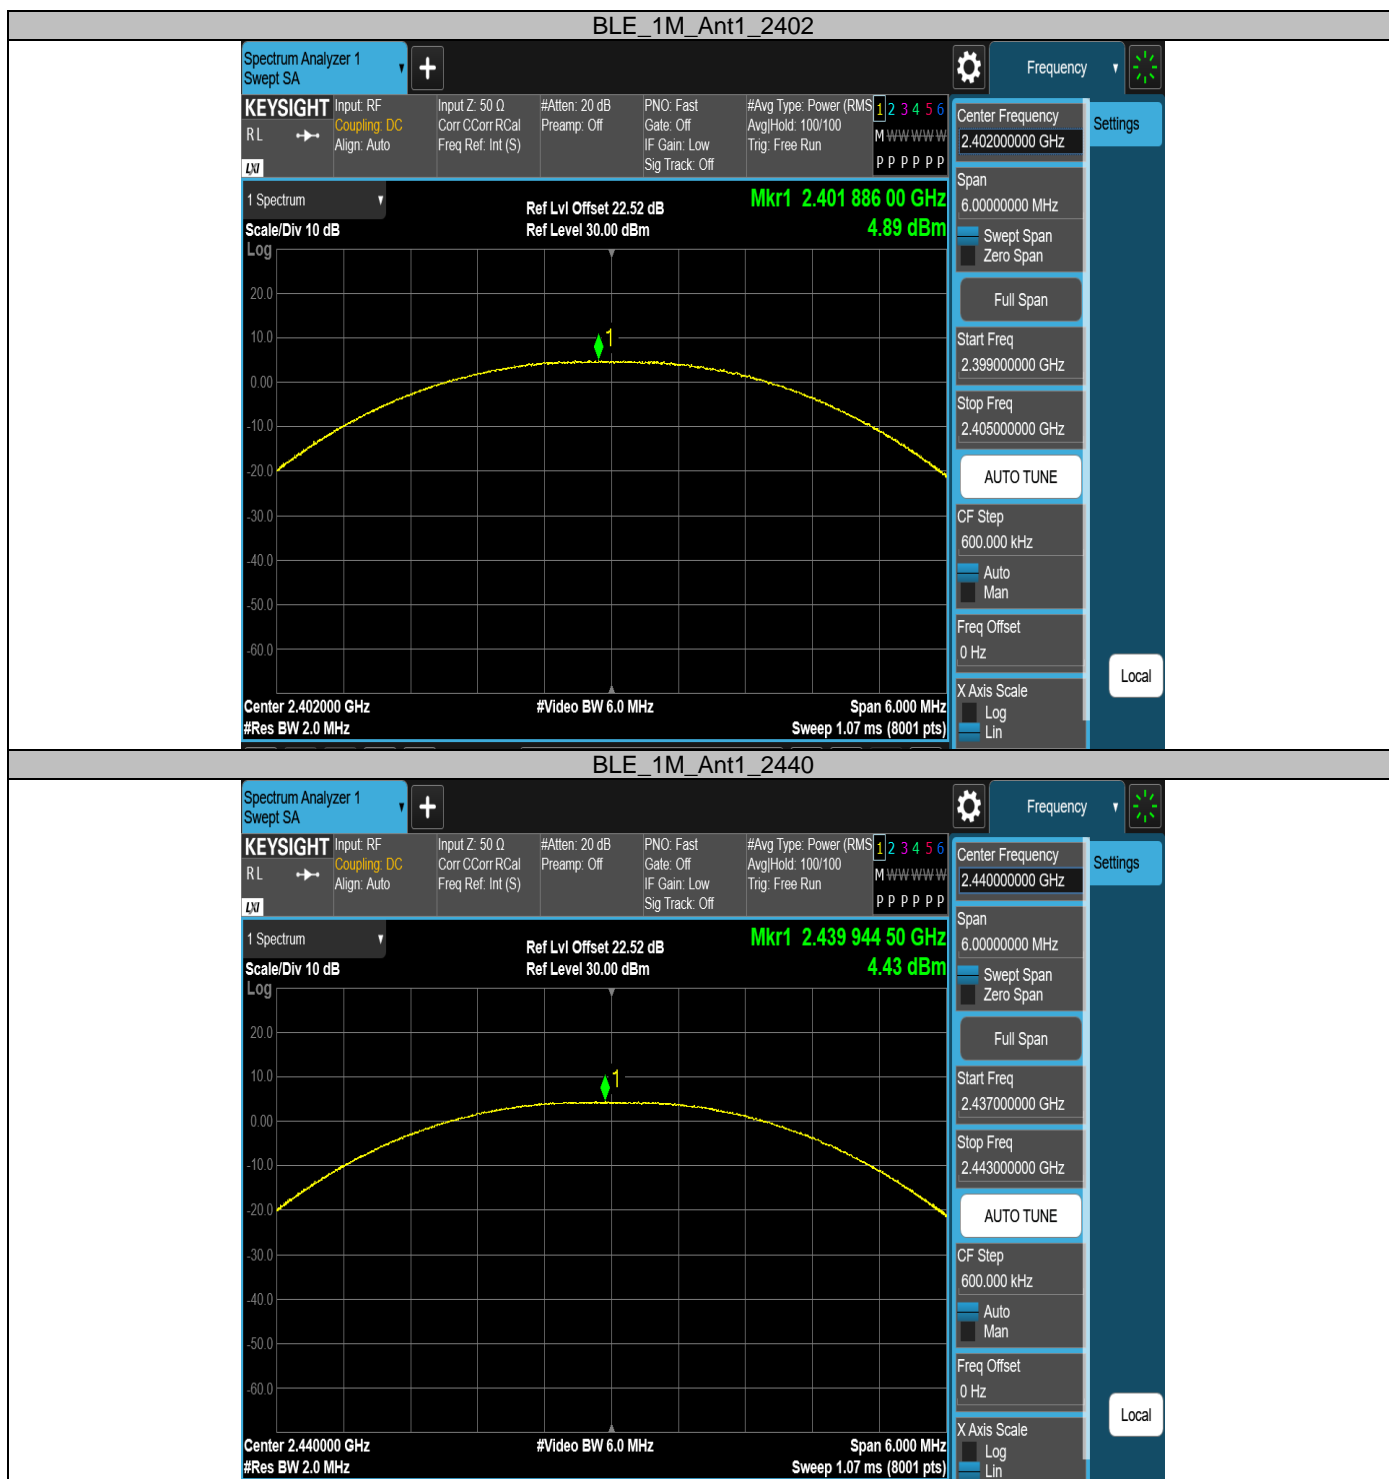 BLE_1M_Ant1_2402
Spectrum Analyzer 1
Swept SA
+
Frequency
KEYSIGHT
RL
LXI
Input: RF
Coupling: DC
Align: Auto
Input Z: 50 Ω
Corr CCorr RCal
Freq Ref: Int (S)
#Atten: 20 dB
Preamp: Off
PNO: Fast
Gate: Off
IF Gain: Low
Sig Track: Off
#Avg Type: Power (RMS
Avg|Hold: 100/100
Trig: Free Run
1 2 3 4 5 6
M W W W W W
P P P P P P
Center Frequency
2.402000000 GHz
Settings
Span
6.00000000 MHz
Swept Span
Zero Span
Full Span
Start Freq
2.399000000 GHz
Stop Freq
2.405000000 GHz
AUTO TUNE
CF Step
600.000 kHz
Auto
Man
Freq Offset
0 Hz
X Axis Scale
Log
Lin
Local
1 Spectrum
Scale/Div 10 dB
Log
Ref Lvl Offset 22.52 dB
Ref Level 30.00 dBm
Mkr1 2.401 886 00 GHz
4.89 dBm
20.0
10.0
1
0.00
-10.0
-20.0
-30.0
-40.0
-50.0
-60.0
Center 2.402000 GHz
#Res BW 2.0 MHz
#Video BW 6.0 MHz
Span 6.000 MHz
Sweep 1.07 ms (8001 pts)
BLE_1M_Ant1_2440
Spectrum Analyzer 1
Swept SA
+
Frequency
KEYSIGHT
RL
LXI
Input: RF
Coupling: DC
Align: Auto
Input Z: 50 Ω
Corr CCorr RCal
Freq Ref: Int (S)
#Atten: 20 dB
Preamp: Off
PNO: Fast
Gate: Off
IF Gain: Low
Sig Track: Off
#Avg Type: Power (RMS
Avg|Hold: 100/100
Trig: Free Run
1 2 3 4 5 6
M W W W W W
P P P P P P
Center Frequency
2.440000000 GHz
Settings
Span
6.00000000 MHz
Swept Span
Zero Span
Full Span
Start Freq
2.437000000 GHz
Stop Freq
2.443000000 GHz
AUTO TUNE
CF Step
600.000 kHz
Auto
Man
Freq Offset
0 Hz
X Axis Scale
Log
Lin
Local
1 Spectrum
Scale/Div 10 dB
Log
Ref Lvl Offset 22.52 dB
Ref Level 30.00 dBm
Mkr1 2.439 944 50 GHz
4.43 dBm
20.0
10.0
1
0.00
-10.0
-20.0
-30.0
-40.0
-50.0
-60.0
Center 2.440000 GHz
#Res BW 2.0 MHz
#Video BW 6.0 MHz
Span 6.000 MHz
Sweep 1.07 ms (8001 pts)